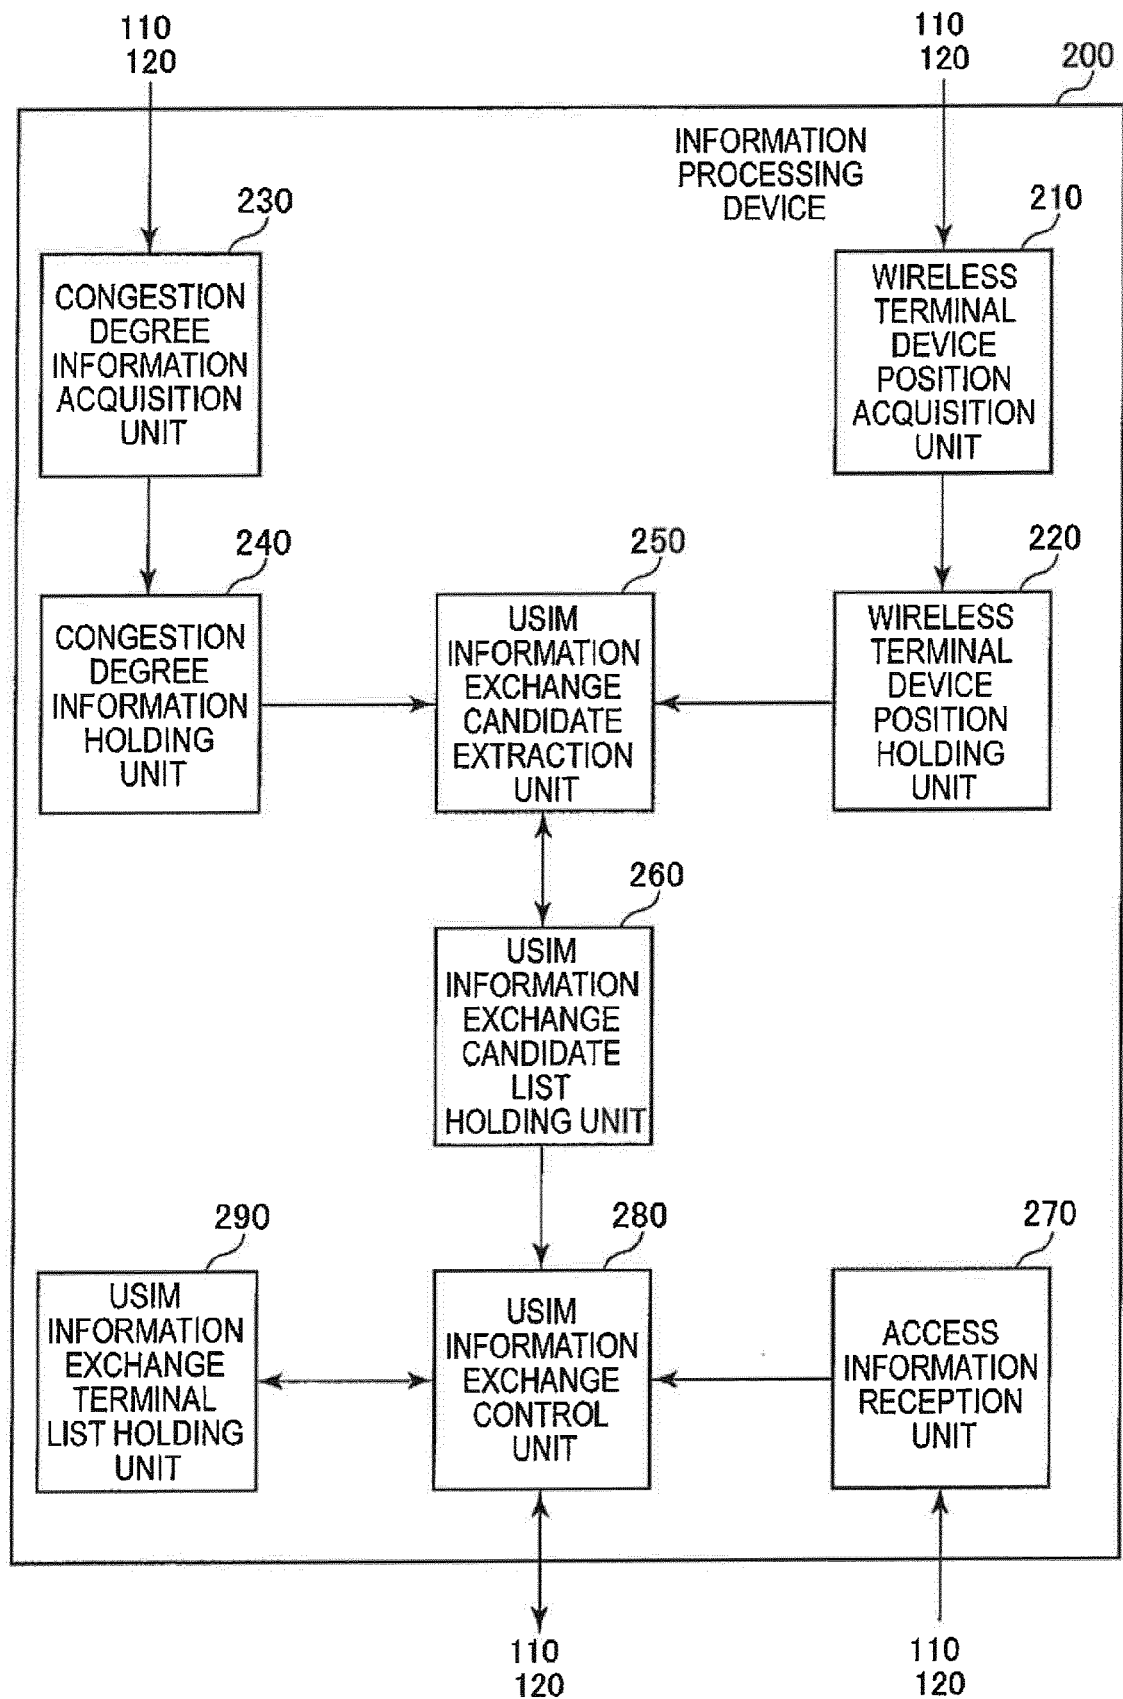 110
120
110
120
200
INFORMATION
PROCESSING
DEVICE
230
CONGESTION
DEGREE
INFORMATION
ACQUISITION
UNIT
210
WIRELESS
TERMINAL
DEVICE
POSITION
ACQUISITION
UNIT
240
CONGESTION
DEGREE
INFORMATION
HOLDING
UNIT
250
USIM
INFORMATION
EXCHANGE
CANDIDATE
EXTRACTION
UNIT
220
WIRELESS
TERMINAL
DEVICE
POSITION
HOLDING
UNIT
260
USIM
INFORMATION
EXCHANGE
CANDIDATE
LIST
HOLDING UNIT
290
USIM
INFORMATION
EXCHANGE
TERMINAL
LIST HOLDING
UNIT
280
USIM
INFORMATION
EXCHANGE
CONTROL
UNIT
270
ACCESS
INFORMATION
RECEPTION
UNIT
110
120
110
120